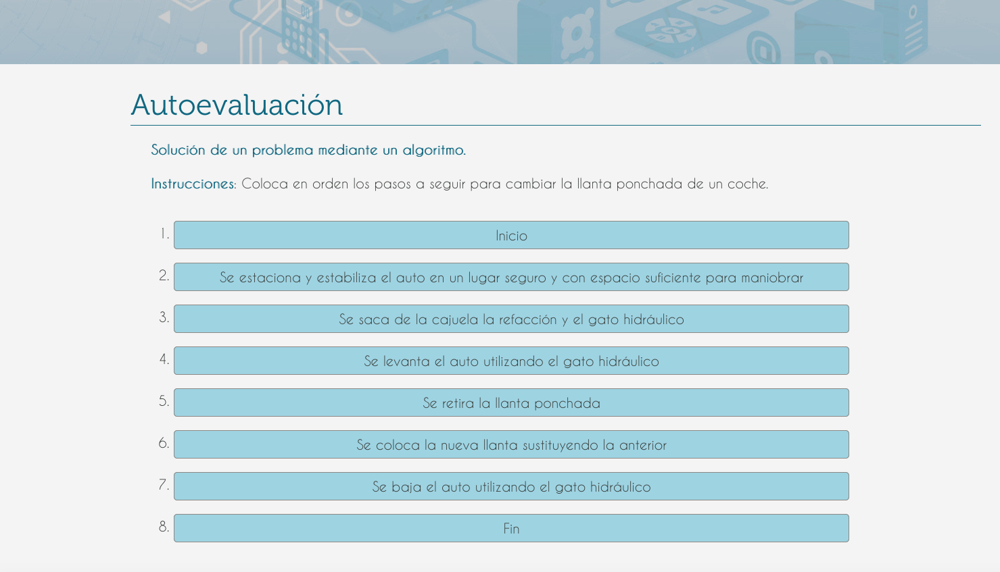 Autoevaluación
Solución de un problema mediante un algoritmo.
Instrucciones: Coloca en orden los pasos a seguir para cambiar la llanta ponchada de un coche.
1. Inicio
2. Se estaciona y estabiliza el auto en un lugar seguro y con espacio suficiente para maniobrar
3. Se saca de la cajuela la refacción y el gato hidráulico
4. Se levanta el auto utilizando el gato hidráulico
5. Se retira la llanta ponchada
6. Se coloca la nueva llanta sustituyendo la anterior
7. Se baja el auto utilizando el gato hidráulico
8. Fin